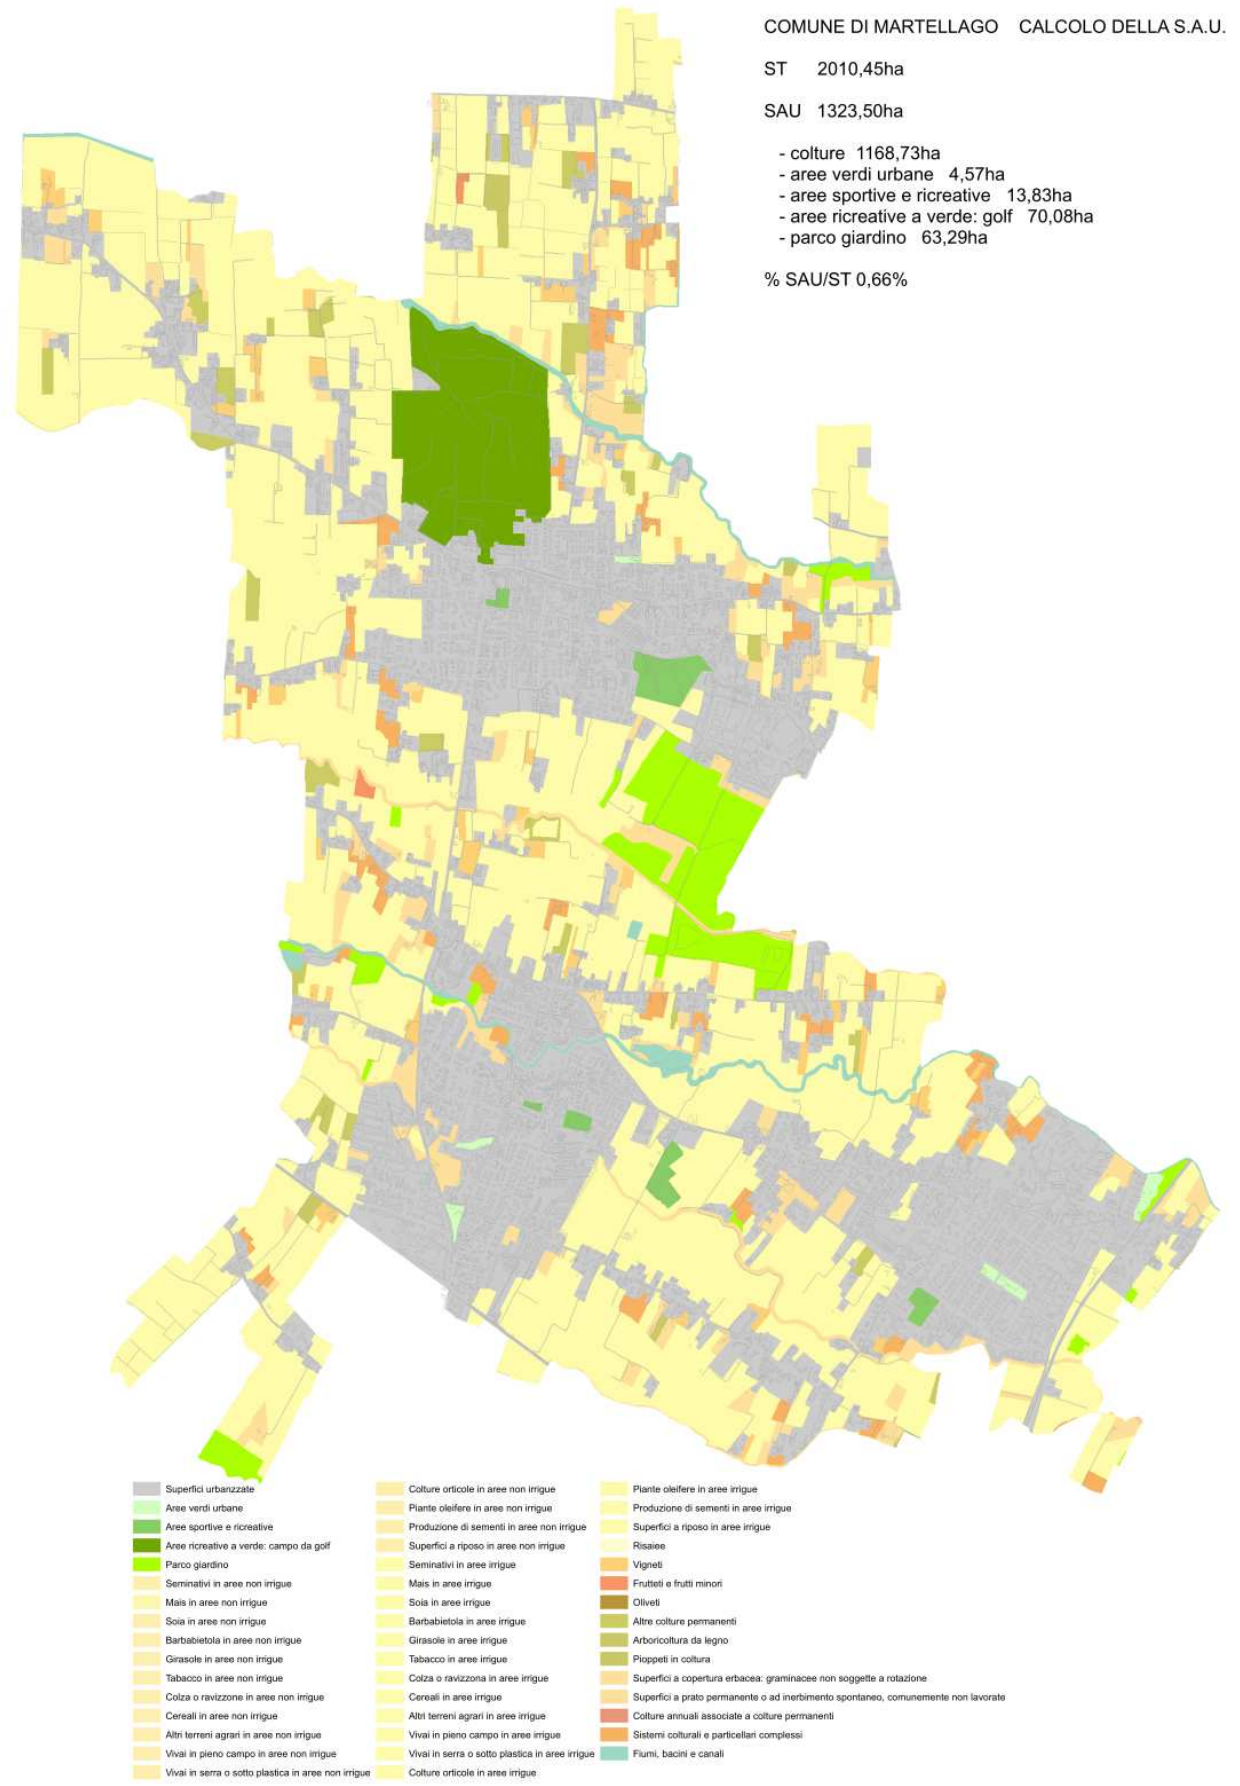 COMUNE DI MARTELLAGO CALCOLO DELLA S.A.U.
ST 2010,45ha
SAU 1323,50ha
- colture 1168,73ha
- aree verdi urbane 4,57ha
- aree sportive e ricreative 13,83ha
- aree ricreative a verde: golf 70,08ha
- parco giardino 63,29ha
% SAU/ST 0,66%
Superfici urbanzzate
Aree verdi urbane
Aree sportive e ricreative
Aree ricreative a verde: campo da golf
Parco giardino
Seminativi in aree non irrigue
Mais in aree non irrigue
Soia in aree non irrigue
Barbabietola in aree non irrigue
Girasole in aree non irrigue
Tabacco in aree non irrigue
Colza o ravizzone in aree non irrigue
Cereali in aree non irrigue
Altri terreni agrari in aree non irrigue
Vivai in pieno campo in aree non irrigue
Vivai in serra o sotto plastica in aree non irrigue
Colture orticole in aree non irrigue
Piante oleifere in aree non irrigue
Produzione di sementi in aree non irrigue
Superfici a riposo in aree non irrigue
Seminativi in aree irrigue
Mais in aree irrigue
Soia in aree irrigue
Barbabietola in aree irrigue
Girasole in aree irrigue
Tabacco in aree irrigue
Colza o ravizzona in aree irrigue
Cereali in aree irrigue
Altri terreni agrari in aree irrigue
Vivai in pieno campo in aree irrigue
Vivai in serra o sotto plastica in aree irrigue
Colture orticole in aree irrigue
Piante oleifere in aree irrigue
Produzione di sementi in aree irrigue
Superfici a riposo in aree irrigue
Risaiee
Vigneti
Frutteti e frutti minori
Oliveti
Altre colture permanenti
Arboricoltura da legno
Pioppeti in coltura
Superfici a copertura erbacea: graminacee non soggette a rotazione
Superfici a prato permanente o ad inerbimento spontaneo, comunemente non lavorate
Colture annuali associate a colture permanenti
Sistemi colturali e particellari complessi
Fiumi, bacini e canali